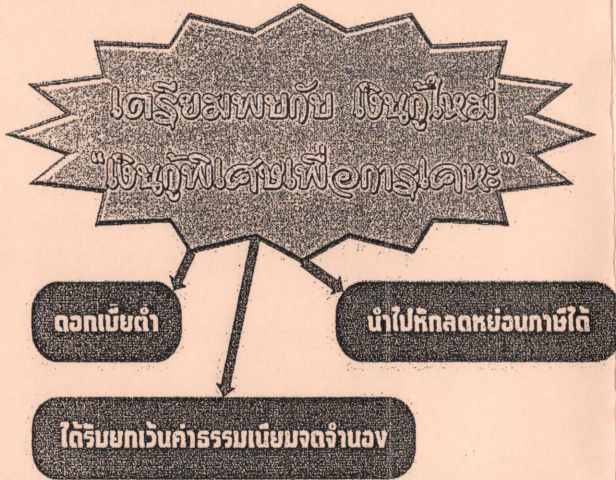 เตรียมพบกับ เงินกู้ใหม่
"เงินกู้พิเศษเพื่อการเคหะ"
ดอกเบี้ยต่ำ
นำไปหักลดหย่อนภาษีได้
ได้รับยกเว้นค่าธรรมเนียมจดจำนอง